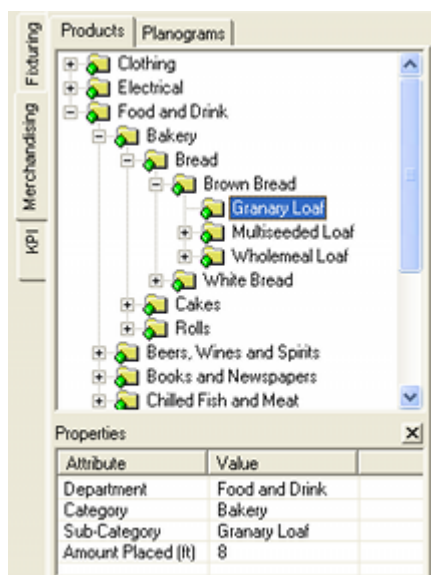 Fixturing
Merchandising
KPI
Products Planograms
Clothing
Electrical
Food and Drink
Bakery
Bread
Brown Bread
Granary Loaf
Multiseeded Loaf
Wholemeal Loaf
White Bread
Cakes
Rolls
Beers, Wines and Spirits
Books and Newspapers
Chilled Fish and Meat
Properties
Attribute Value
Department Food and Drink
Category Bakery
Sub-Category Granary Loaf
Amount Placed (ft) 8